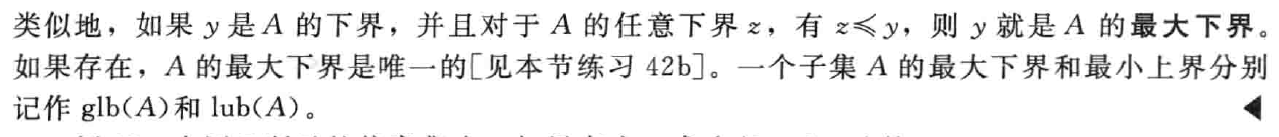 类似地，如果 y 是 A 的下界，并且对于 A 的任意下界 z，有 z≤y，则 y 就是 A 的最大下界。
如果存在，A 的最大下界是唯一的[见本节练习 42b]。一个子集 A 的最大下界和最小上界分别
记作 glb(A)和 lub(A)。 ◀